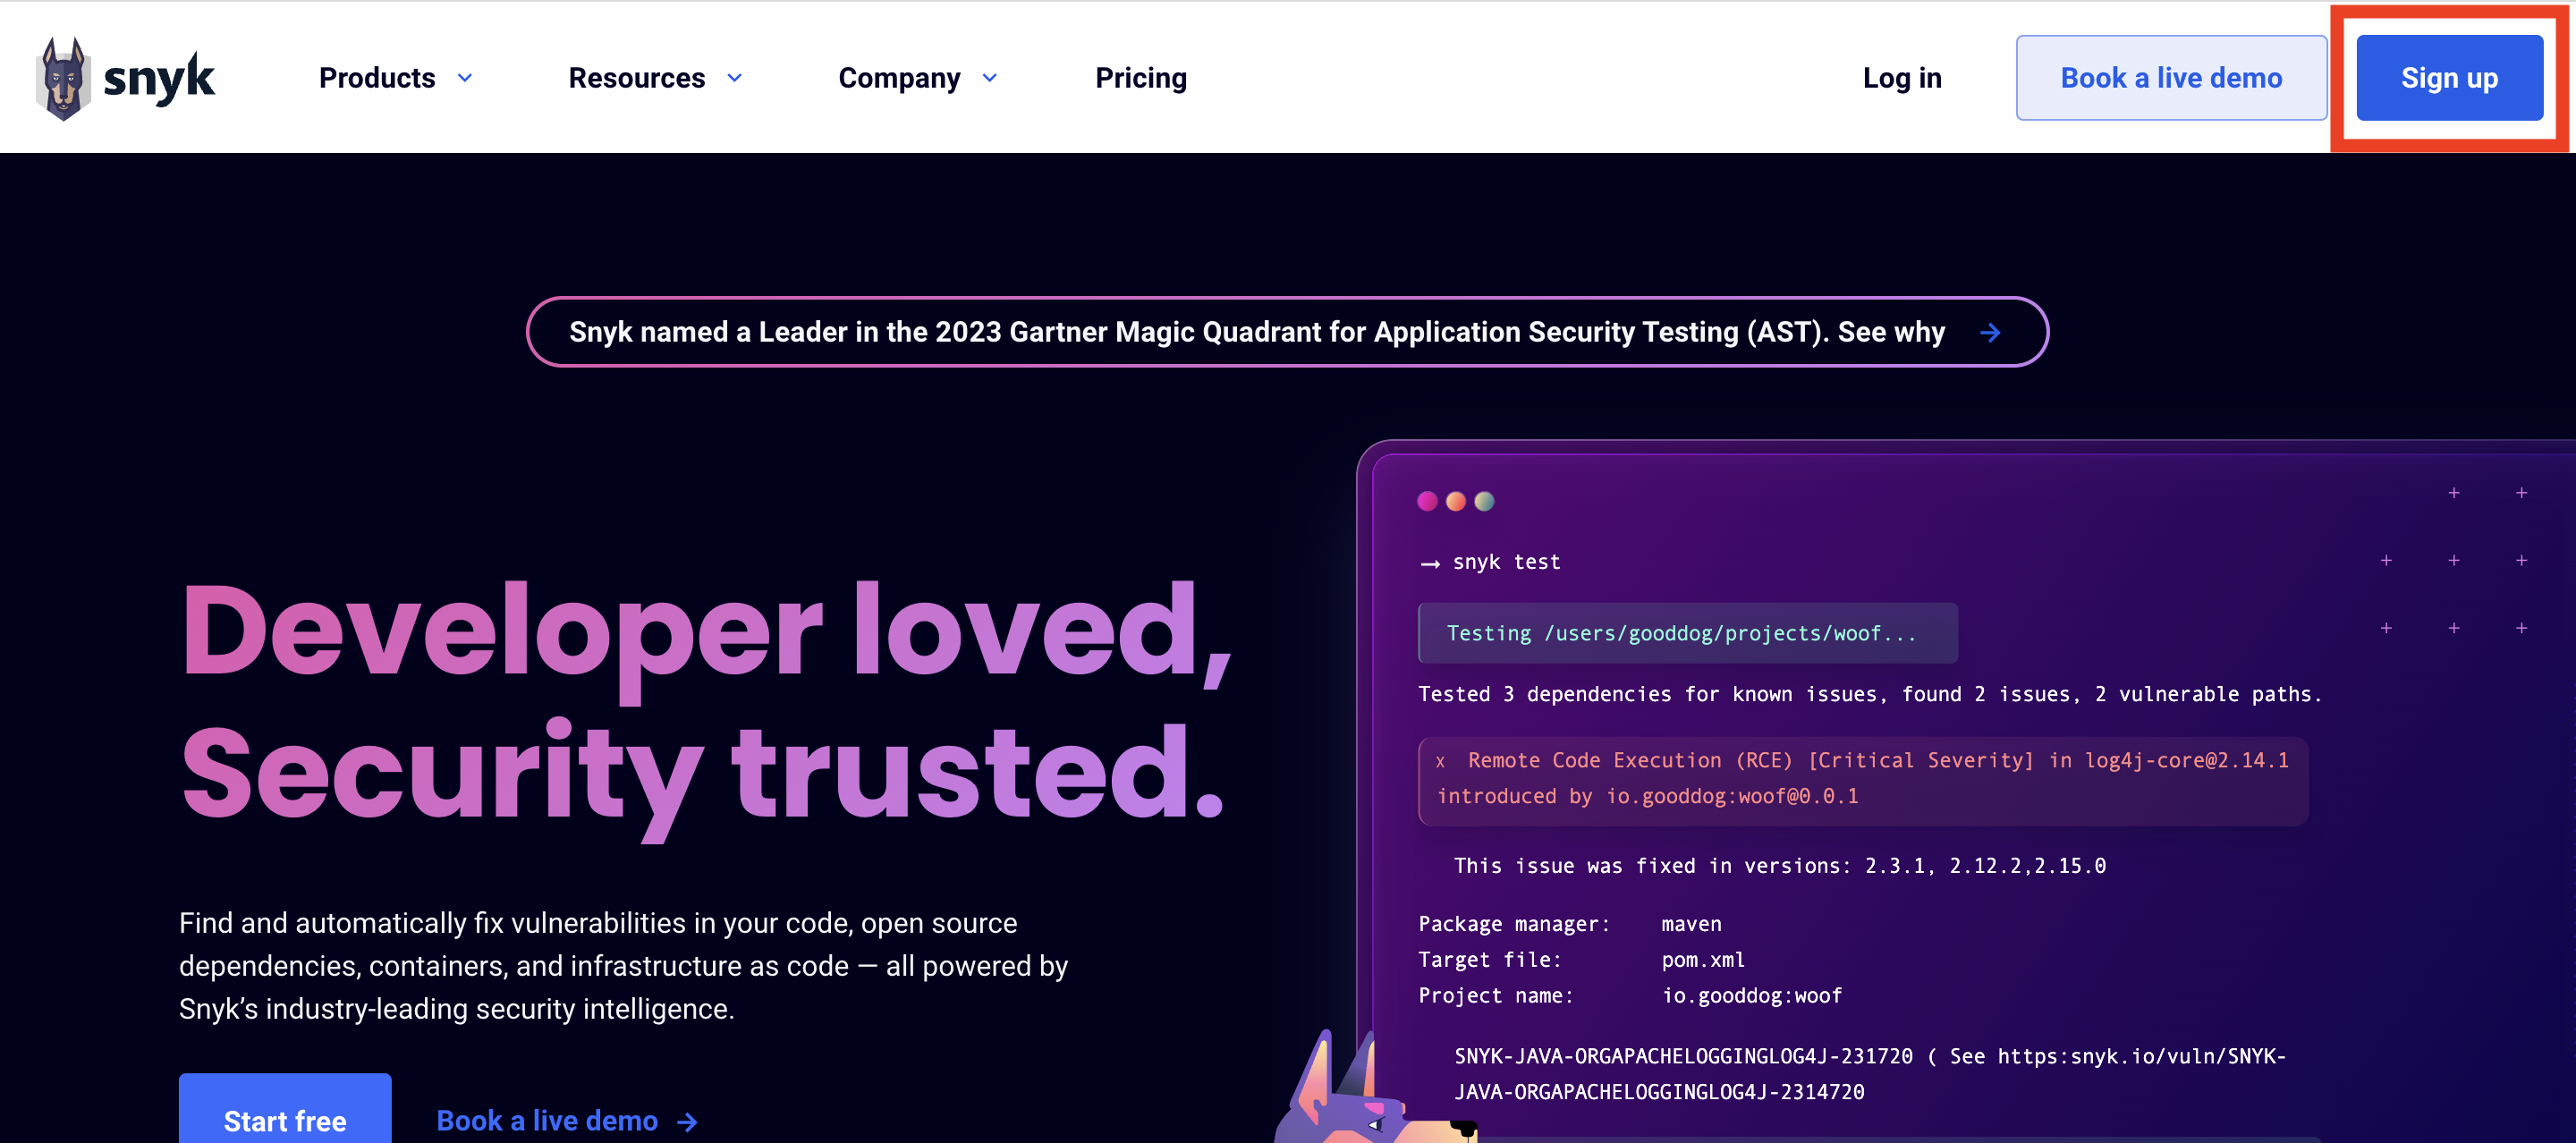 snyk
Products
Resources
Company
Pricing
Log in
Book a live demo
Sign up
Snyk named a Leader in the 2023 Gartner Magic Quadrant for Application Security Testing (AST). See why
Developer loved,
Security trusted.
Find and automatically fix vulnerabilities in your code, open source
dependencies, containers, and infrastructure as code — all powered by
Snyk’s industry-leading security intelligence.
Start free
Book a live demo →
→ snyk test
Testing /users/gooddog/projects/woof...
Tested 3 dependencies for known issues, found 2 issues, 2 vulnerable paths.
x Remote Code Execution (RCE) [Critical Severity] in log4j-core@2.14.1
introduced by io.gooddog:woof@0.0.1
This issue was fixed in versions: 2.3.1, 2.12.2,2.15.0
Package manager: maven
Target file: pom.xml
Project name: io.gooddog:woof
SNYK-JAVA-ORGAPACHELOGGINGLOG4J-231720 ( See https:snyk.io/vuln/SNYK-
JAVA-ORGAPACHELOGGINGLOG4J-2314720